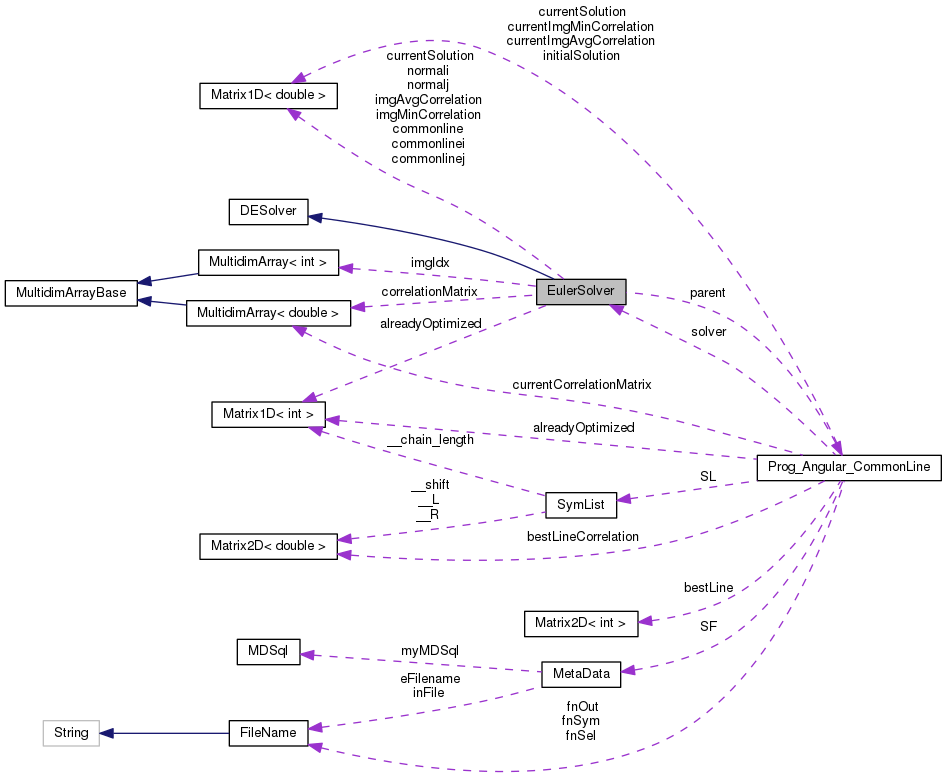 currentSolution
currentImgMinCorrelation
currentImgAvgCorrelation
initialSolution
currentSolution
normali
normalj
imgAvgCorrelation
imgMinCorrelation
commonline
commonlinei
commonlinej
Matrix1D< double >
DESolver
MultidimArray< int >
imgIdx
MultidimArrayBase
EulerSolver
correlationMatrix
parent
MultidimArray< double >
alreadyOptimized
solver
currentCorrelationMatrix
Matrix1D< int >
alreadyOptimized
__chain_length
Prog_Angular_CommonLine
SL
__shift
__L
__R
SymList
Matrix2D< double >
bestLineCorrelation
bestLine
Matrix2D< int >
SF
MDSql
myMDSql
MetaData
eFilename
inFile
fnOut
fnSym
fnSel
String
FileName